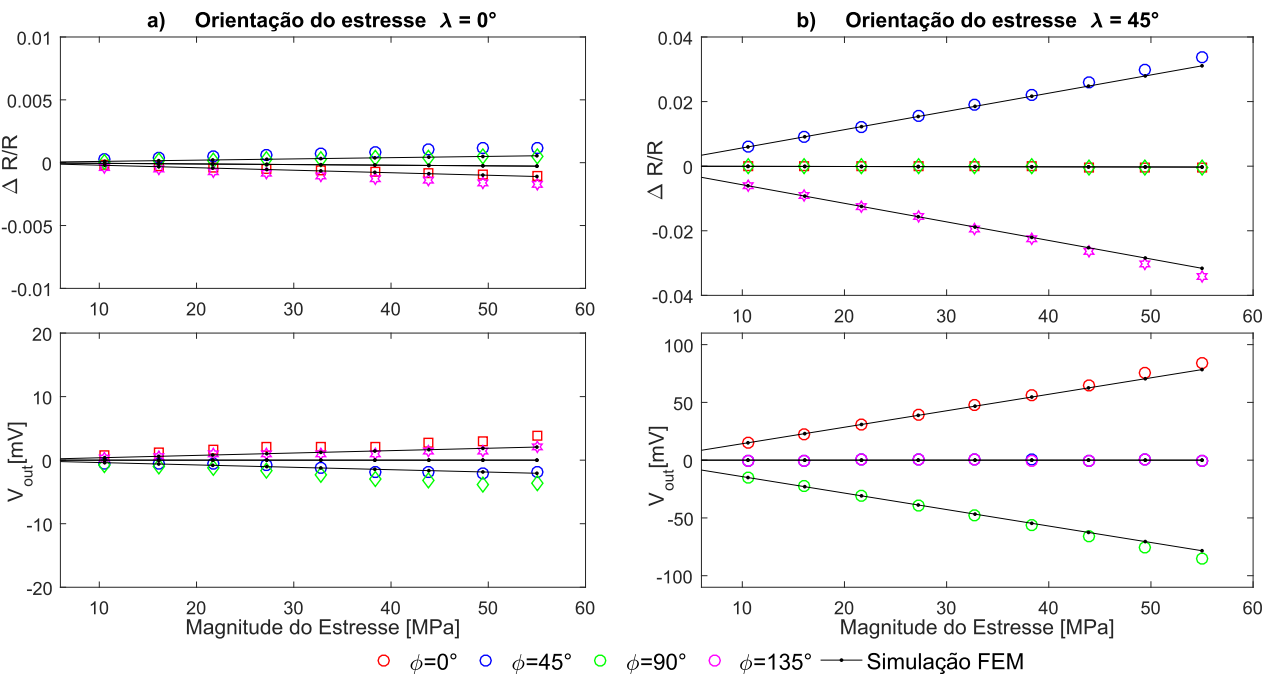 a) Orientação do estresse λ = 0°
0.01
0.005
0
-0.005
-0.01
Δ R/R
10 20 30 40 50 60
20
10
0
-10
-20
V out [mV]
10 20 30 40 50 60
Magnitude do Estresse [MPa]
b) Orientação do estresse λ = 45°
0.04
0.02
0
-0.02
-0.04
Δ R/R
10 20 30 40 50 60
100
50
0
-50
-100
V out [mV]
10 20 30 40 50 60
Magnitude do Estresse [MPa]
ϕ=0° ϕ=45° ϕ=90° ϕ=135° Simulação FEM